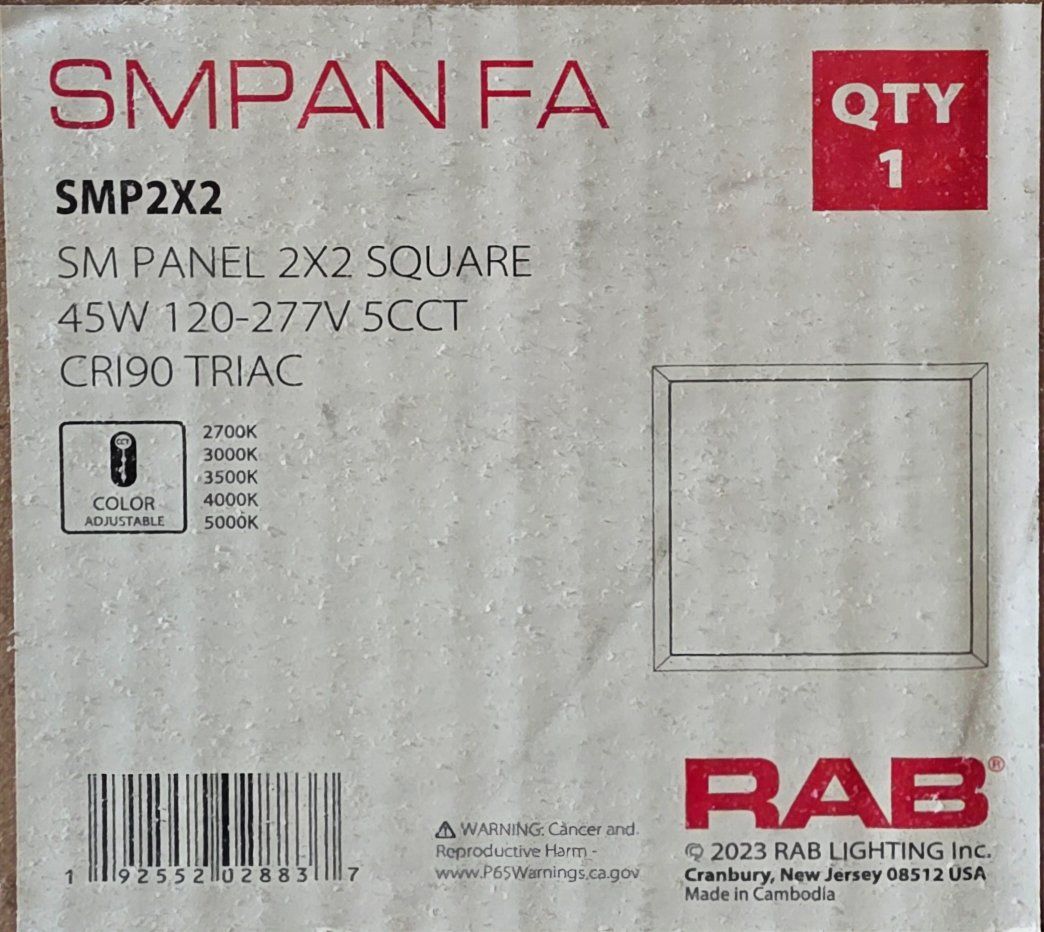 SMPAN FA
QTY
1
SMP2X2
SM PANEL 2X2 SQUARE
45W 120-277V 5CCT
CRI90 TRIAC
CCT
COLOR
ADJUSTABLE
2700K
3000K
3500K
4000K
5000K
1 92552 02883 7
WARNING: Cancer and
Reproductive Harm -
www.P65Warnings.ca.gov
RAB®
© 2023 RAB LIGHTING Inc.
Cranbury, New Jersey 08512 USA
Made in Cambodia